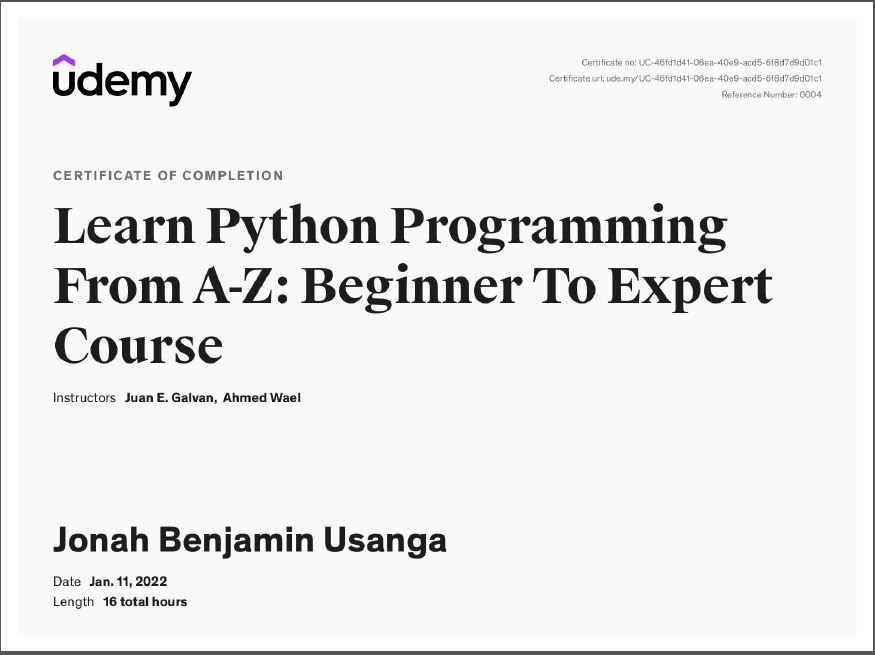 udemy
Certificate no: UC-46fd1d41-06ea-40e9-acd5-6f8d7d9d01c1
Certificate url: ude.my/UC-46fd1d41-06ea-40e9-acd5-6f8d7d9d01c1
Reference Number: 0004
CERTIFICATE OF COMPLETION
Learn Python Programming
From A-Z: Beginner To Expert
Course
Instructors Juan E. Galvan, Ahmed Wael
Jonah Benjamin Usanga
Date Jan. 11, 2022
Length 16 total hours